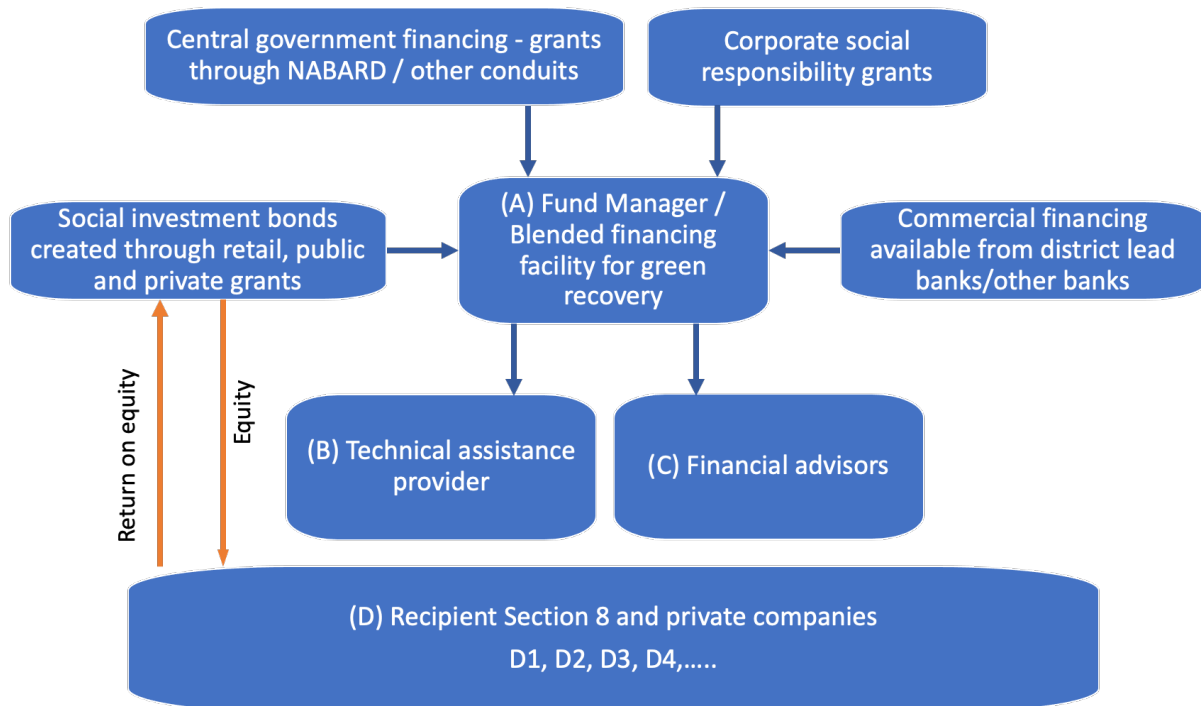 Central government financing - grants
through NABARD / other conduits
Corporate social
responsibility grants
Social investment bonds
created through retail, public
and private grants
(A) Fund Manager /
Blended financing
facility for green
recovery
Commercial financing
available from district lead
banks/other banks
Return on equity
Equity
(B) Technical assistance
provider
(C) Financial advisors
(D) Recipient Section 8 and private companies
D1, D2, D3, D4,.....